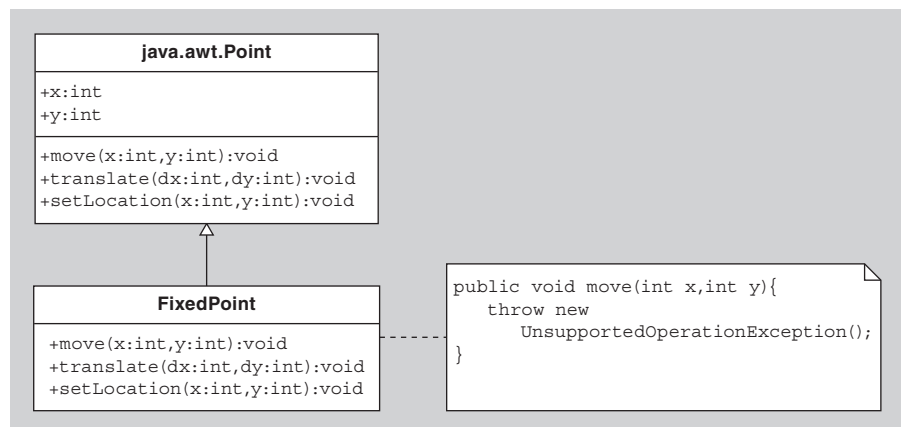 java.awt.Point
+x:int
+y:int
+move(x:int,y:int):void
+translate(dx:int,dy:int):void
+setLocation(x:int,y:int):void
FixedPoint
+move(x:int,y:int):void
+translate(dx:int,dy:int):void
+setLocation(x:int,y:int):void
public void move(int x,int y){
throw new
UnsupportedOperationException();
}